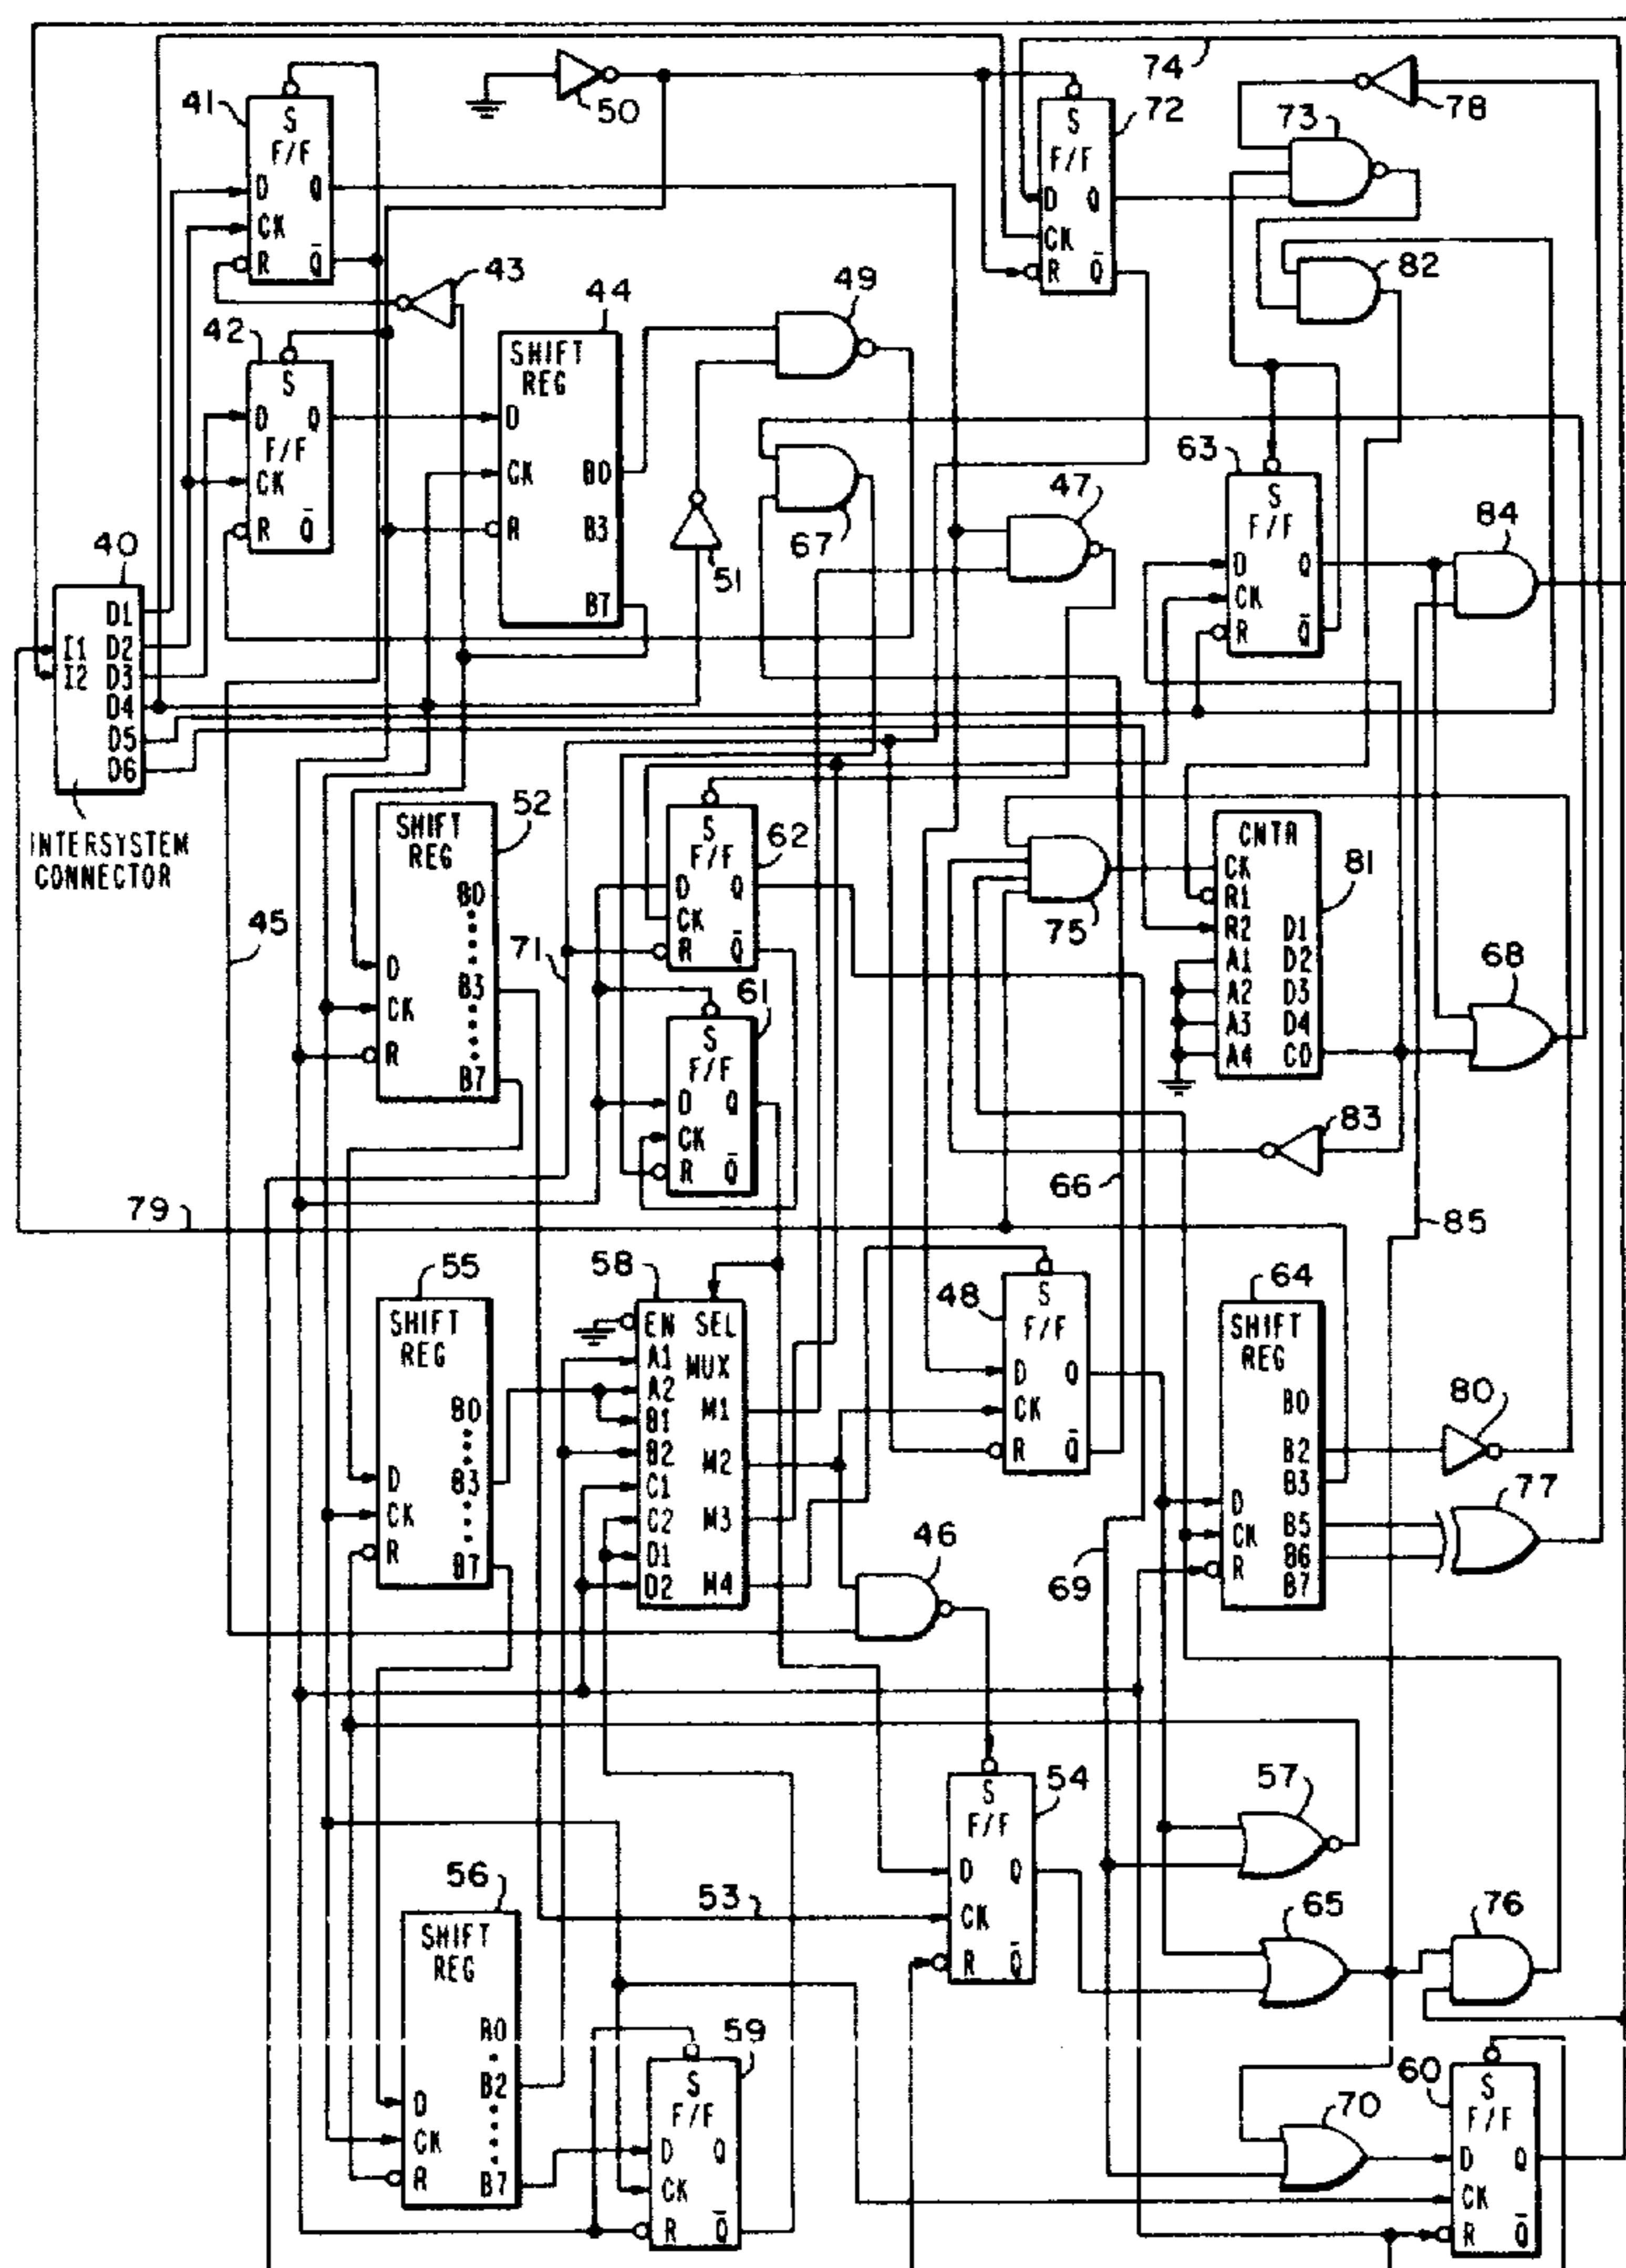 74
41
S
F/F
D Q
CK
R Q̄
50
72
S
F/F
D Q
CK
R Q̄
73
78
82
43
42
S
D Q
F/F
CK
R Q̄
44
SHIFT
REG
D
CK
B0
R
B3
B7
49
67
51
47
63
S
F/F
D Q
CK
R Q̄
84
40
I1
I2
D1
D2
D3
D4
D5
D6
INTERSYSTEM
CONNECTOR
45
52
SHIFT
REG
B0
D
B3
CK
R
B7
71
62
S
F/F
D Q
CK
R Q̄
61
S
F/F
D Q
CK
R Q̄
75
CNTR
CK
R1
R2 D1
A1 D2
A2 D3
A3 D4
A4 CO
81
68
83
66
85
79
55
SHIFT
REG
B0
B3
D
CK
R
B7
58
EN SEL
A1 MUX
A2
B1 M1
B2
M2
C1
C2 M3
D1
D2 M4
48
S
F/F
D Q
CK
R Q̄
64
SHIFT
REG
B0
B2
B3
D
CK B5
B6
R B7
80
77
46
69
53
54
S
F/F
D Q
CK
R Q̄
57
65
76
56
SHIFT
REG
B0
B2
D
CK
R B7
59
S
F/F
D Q
CK
R Q̄
70
60
S
F/F
D Q
CK
R Q̄